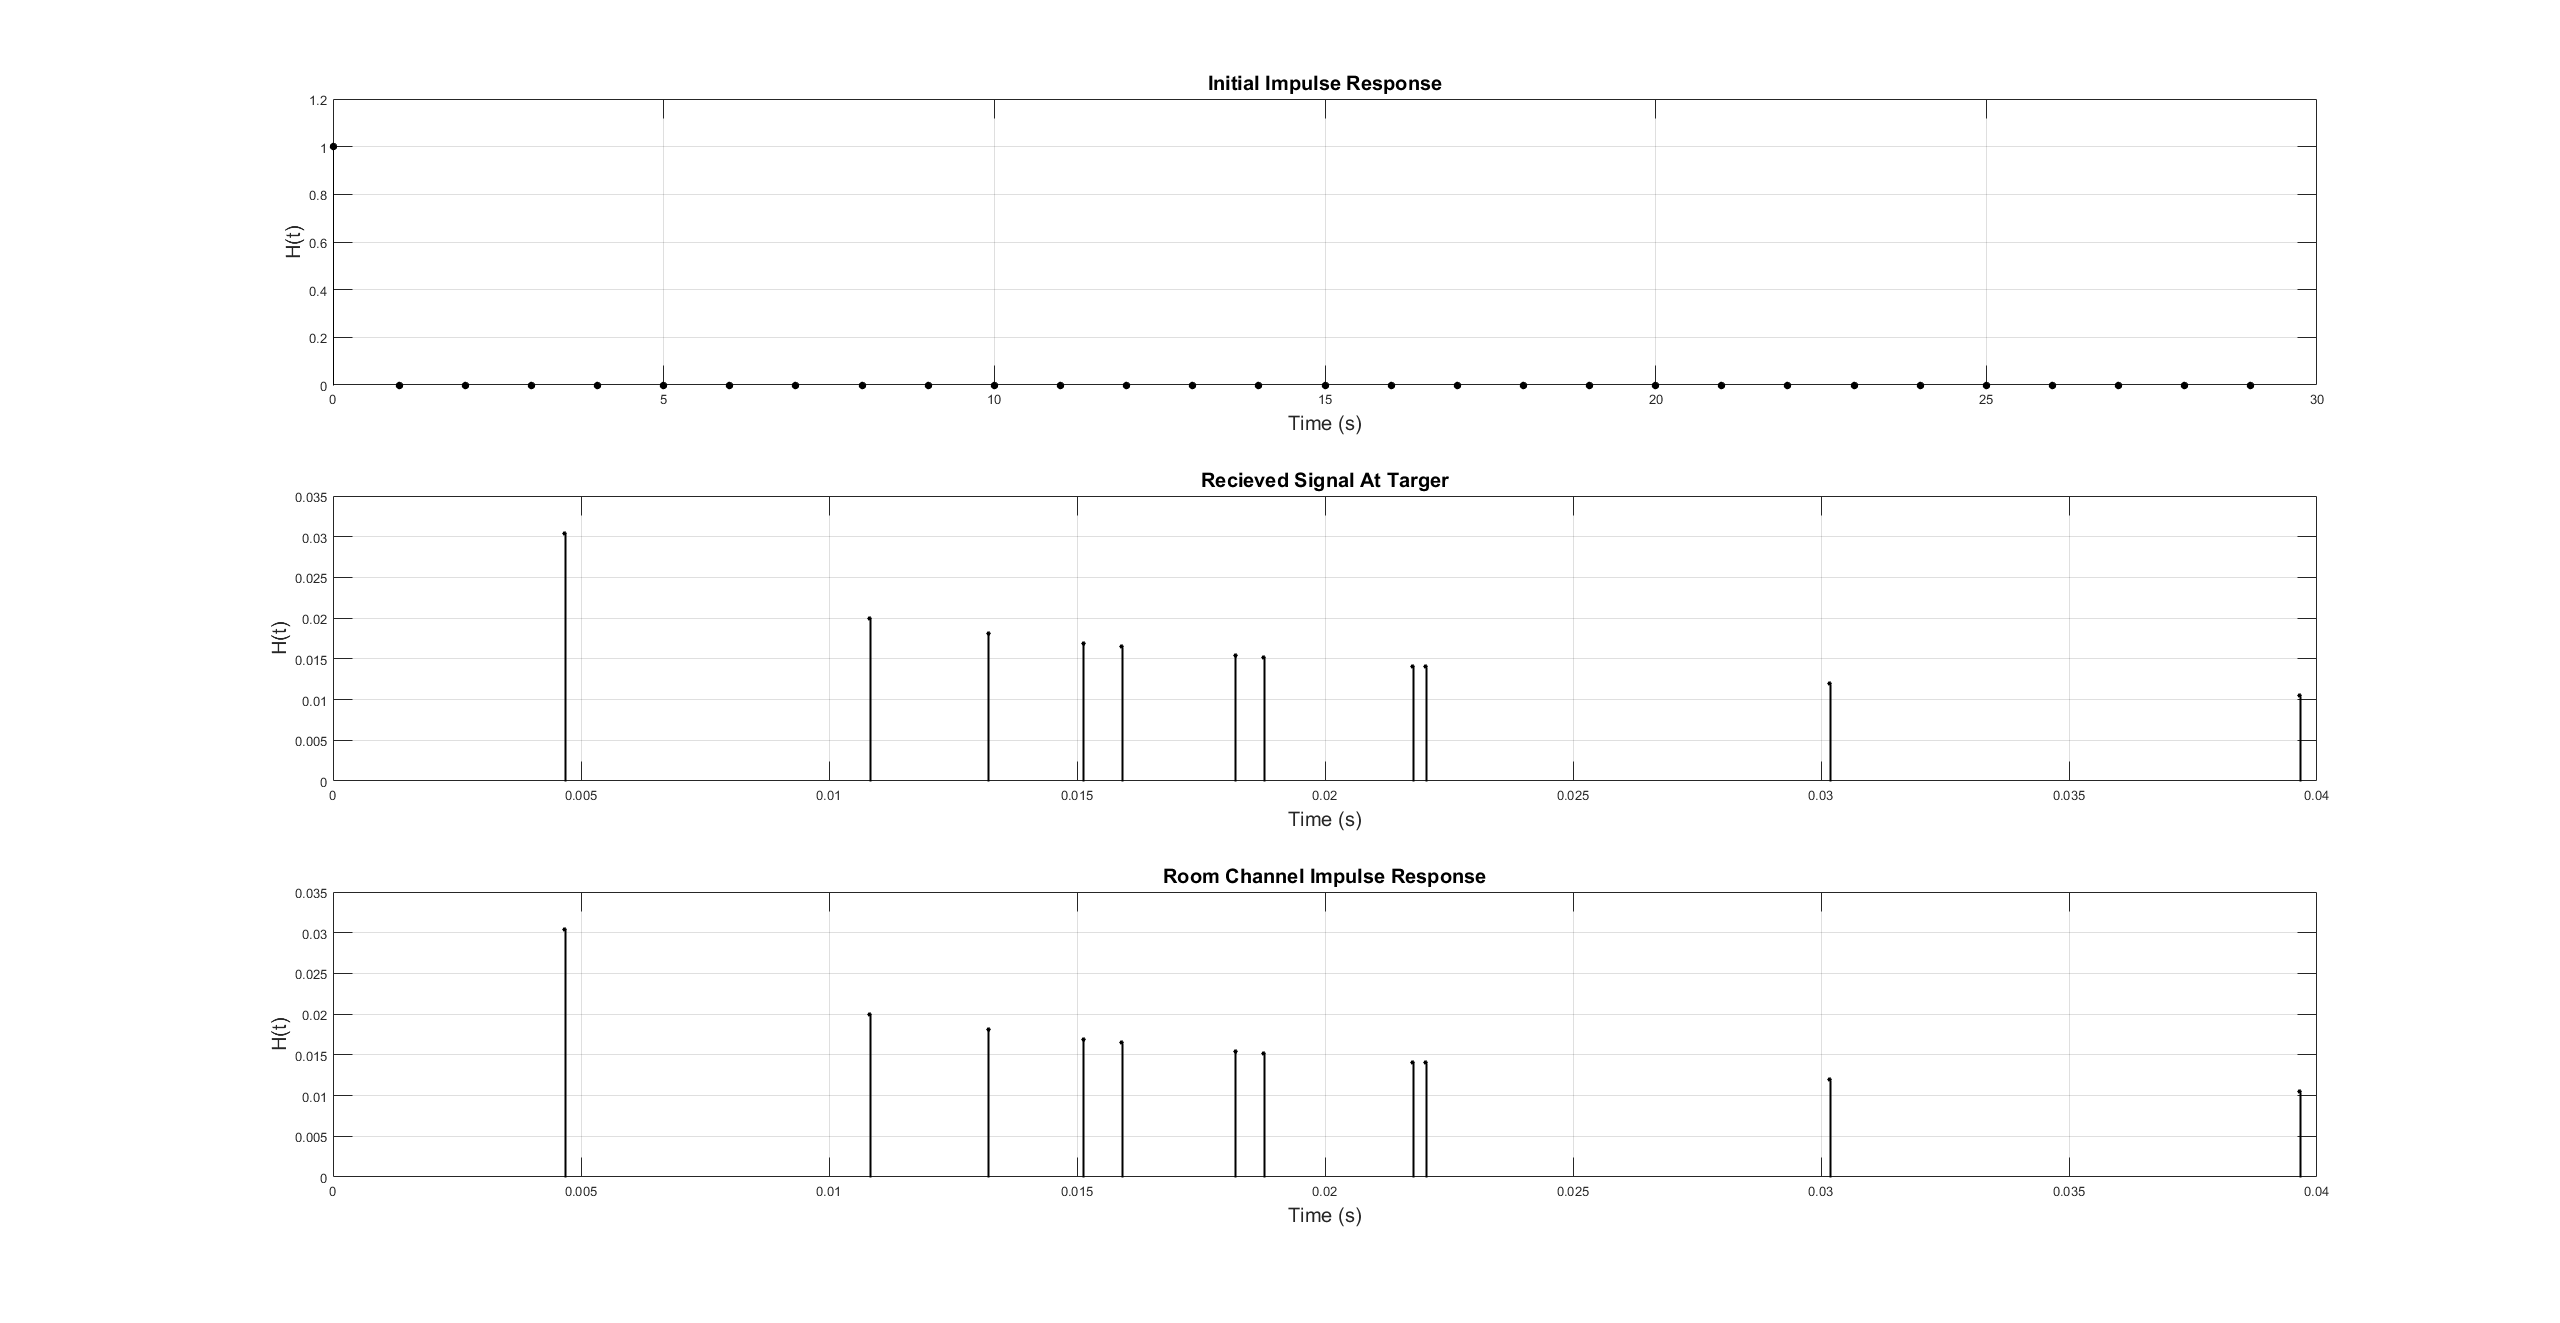 Initial Impulse Response
1.2
1
0.8
0.6
0.4
0.2
0
H(t)
0 5 10 15 20 25 30
Time (s)
Recieved Signal At Targer
0.035
0.03
0.025
0.02
0.015
0.01
0.005
0
H(t)
0 0.005 0.01 0.015 0.02 0.025 0.03 0.035 0.04
Time (s)
Room Channel Impulse Response
0.035
0.03
0.025
0.02
0.015
0.01
0.005
0
H(t)
0 0.005 0.01 0.015 0.02 0.025 0.03 0.035 0.04
Time (s)